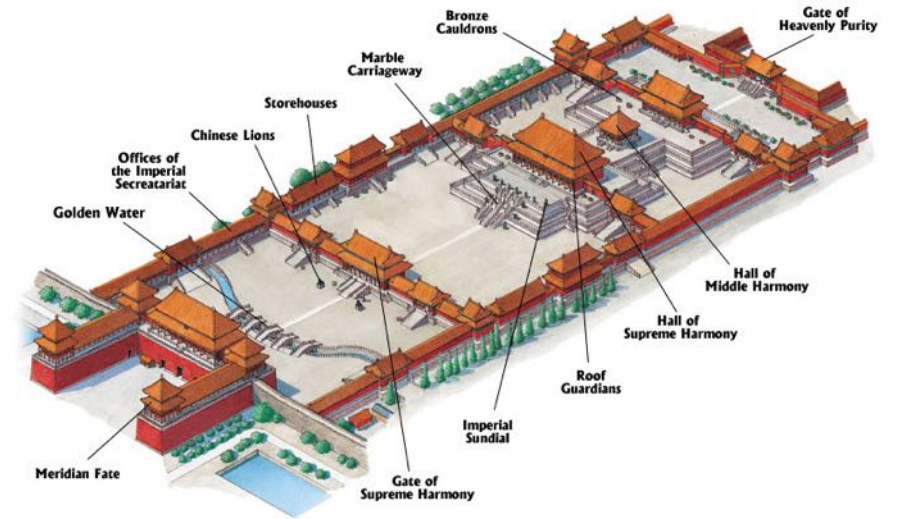 Bronze
Cauldrons
Gate of
Heavenly Purity
Marble
Carriageway
Storehouses
Chinese Lions
Offices of
the Imperial
Secreatariat
Golden Water
Hall of
Middle Harmony
Hall of
Supreme Harmony
Roof
Guardians
Imperial
Sundial
Meridian Fate
Gate of
Supreme Harmony